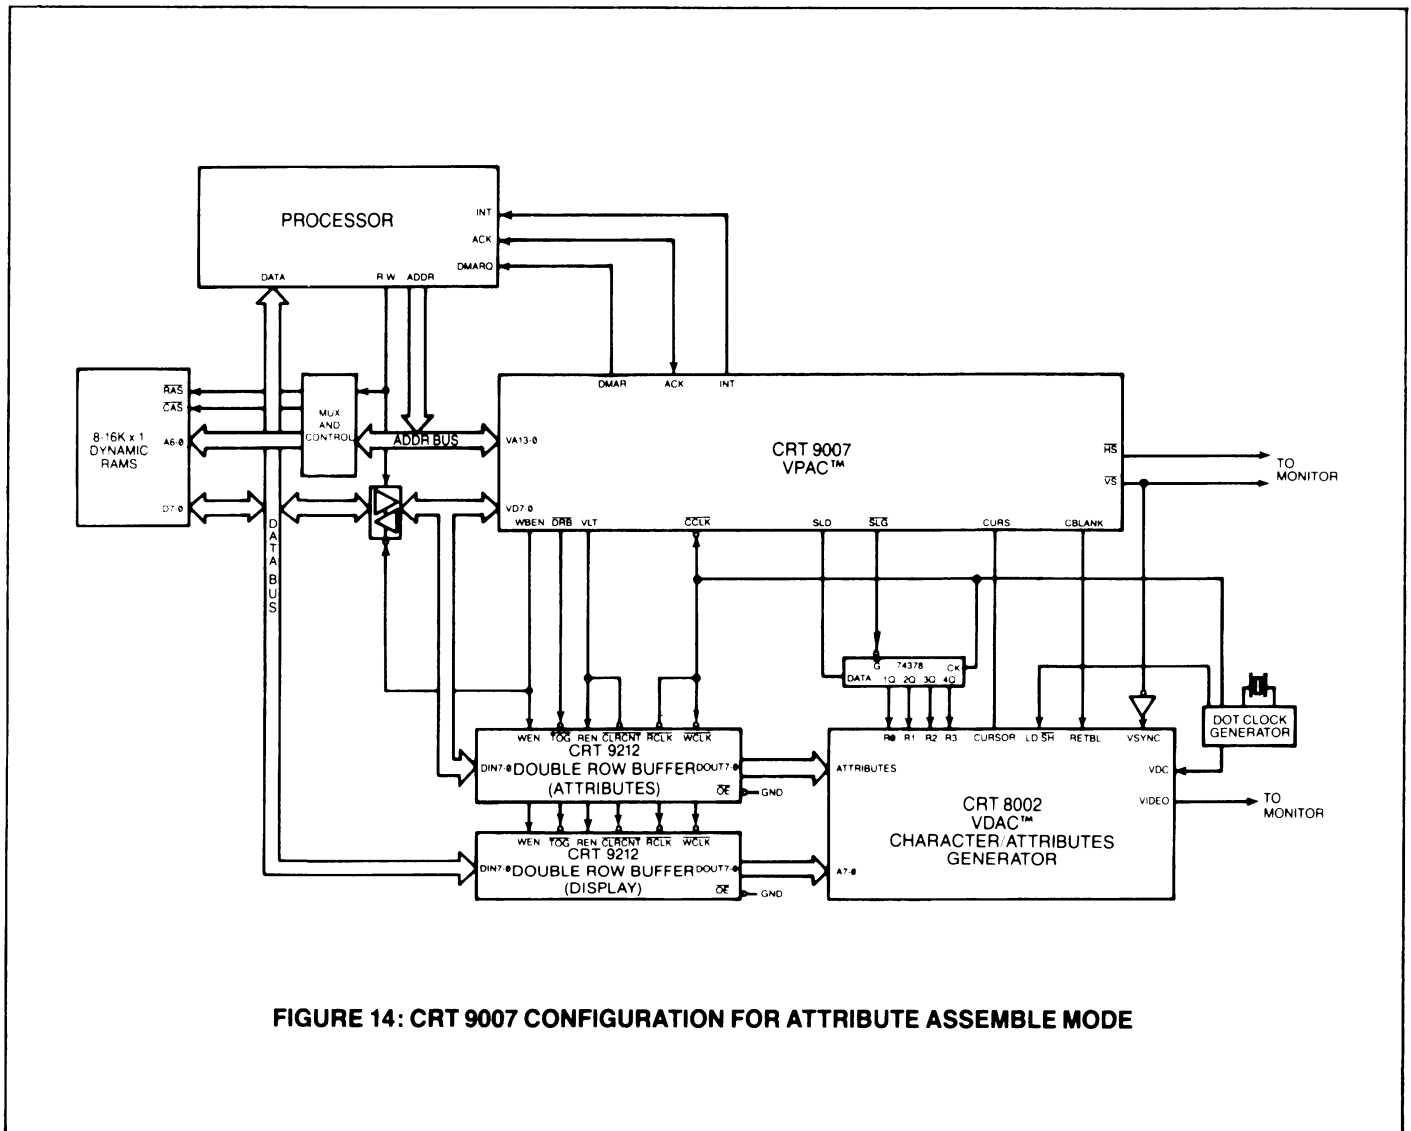 PROCESSOR
INT
ACK
DMARQ
DATA
R W
ADDR
RAS
CAS
A6-0
D7-0
8-16K x 1
DYNAMIC
RAMS
MUX
AND
CONTROL
ADDR BUS
DATA BUS
DMAR
ACK
INT
VA13-0
VD7-0
CRT 9007
VPAC™
HS
VS
TO
MONITOR
WBEN
DRB
VLT
CCLK
SLD
SLG
CURS
CBLANK
G
74378
CK
DATA
1Q 2Q 3Q 4Q
DOT CLOCK
GENERATOR
WEN TOG REN CLRCNT RCLK WCLK
CRT 9212
DIN7-0 DOUBLE ROW BUFFER DOUT7-0
(ATTRIBUTES)
OE
GND
WEN TOG REN CLRCNT RCLK WCLK
CRT 9212
DIN7-0 DOUBLE ROW BUFFER DOUT7-0
(DISPLAY)
OE
GND
R0 R1 R2 R3 CURSOR LD SH RETBL VSYNC
ATTRIBUTES
VDC
VIDEO
TO
MONITOR
CRT 8002
VDAC™
CHARACTER/ATTRIBUTES
GENERATOR
A7-0
FIGURE 14: CRT 9007 CONFIGURATION FOR ATTRIBUTE ASSEMBLE MODE